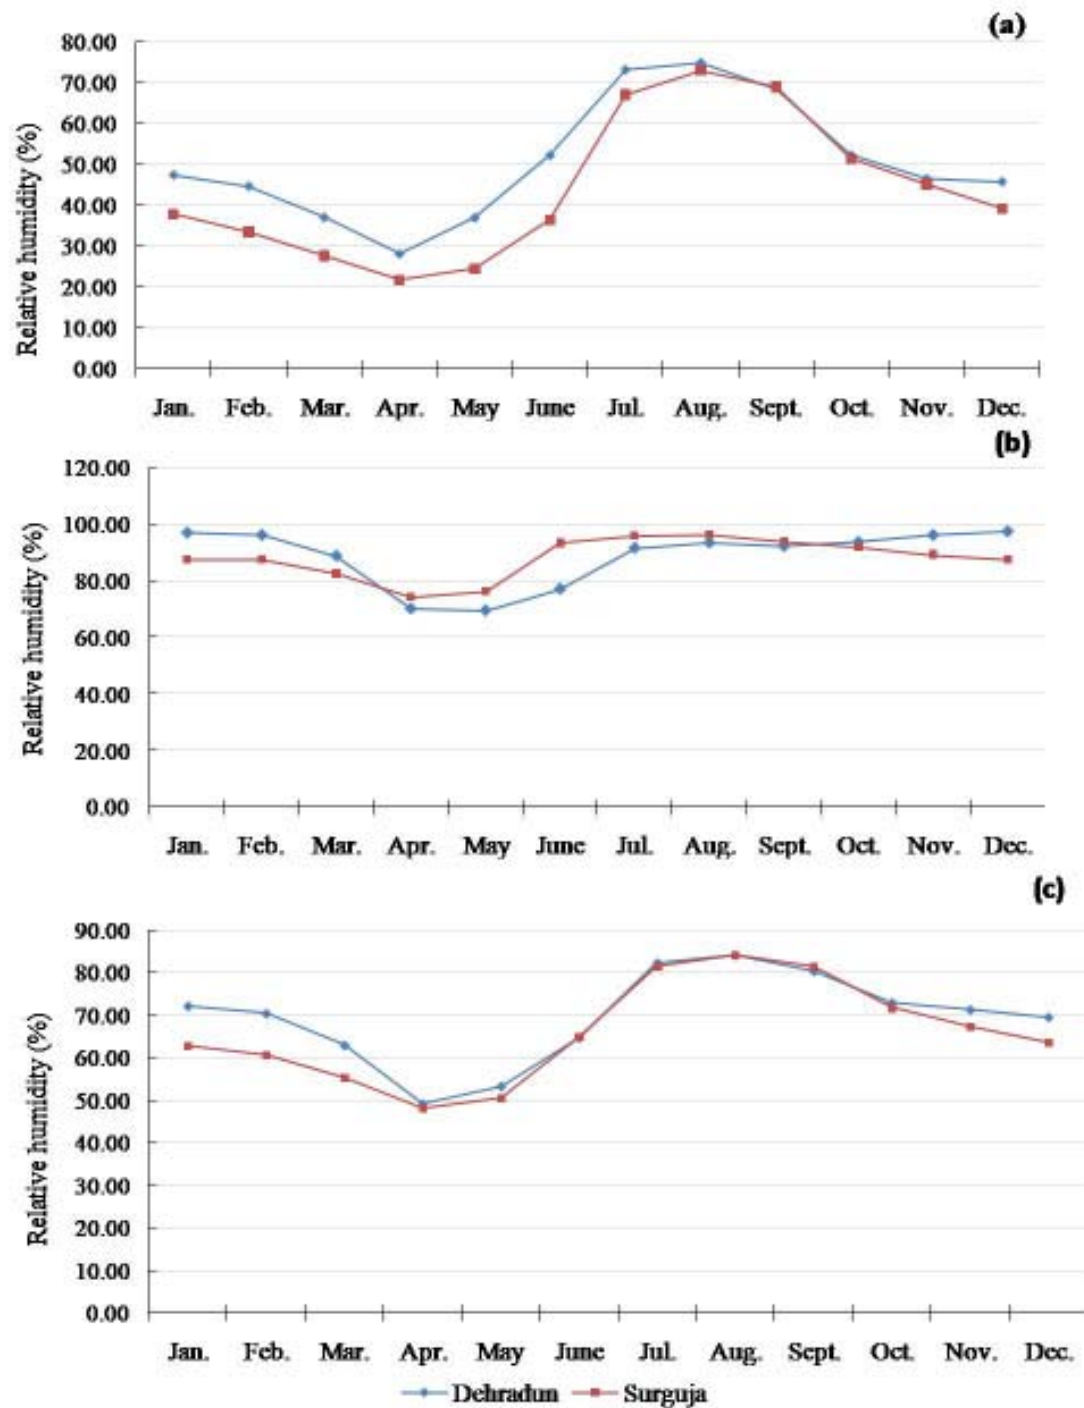 (a)
80.00
70.00
60.00
50.00
40.00
30.00
20.00
10.00
0.00
Relative humidity (%)
Jan. Feb. Mar. Apr. May June Jul. Aug. Sept. Oct. Nov. Dec.
(b)
120.00
100.00
80.00
60.00
40.00
20.00
0.00
Relative humidity (%)
Jan. Feb. Mar. Apr. May June Jul. Aug. Sept. Oct. Nov. Dec.
(c)
90.00
80.00
70.00
60.00
50.00
40.00
30.00
20.00
10.00
0.00
Relative humidity (%)
Jan. Feb. Mar. Apr. May June Jul. Aug. Sept. Oct. Nov. Dec.
Dehradun Surguja